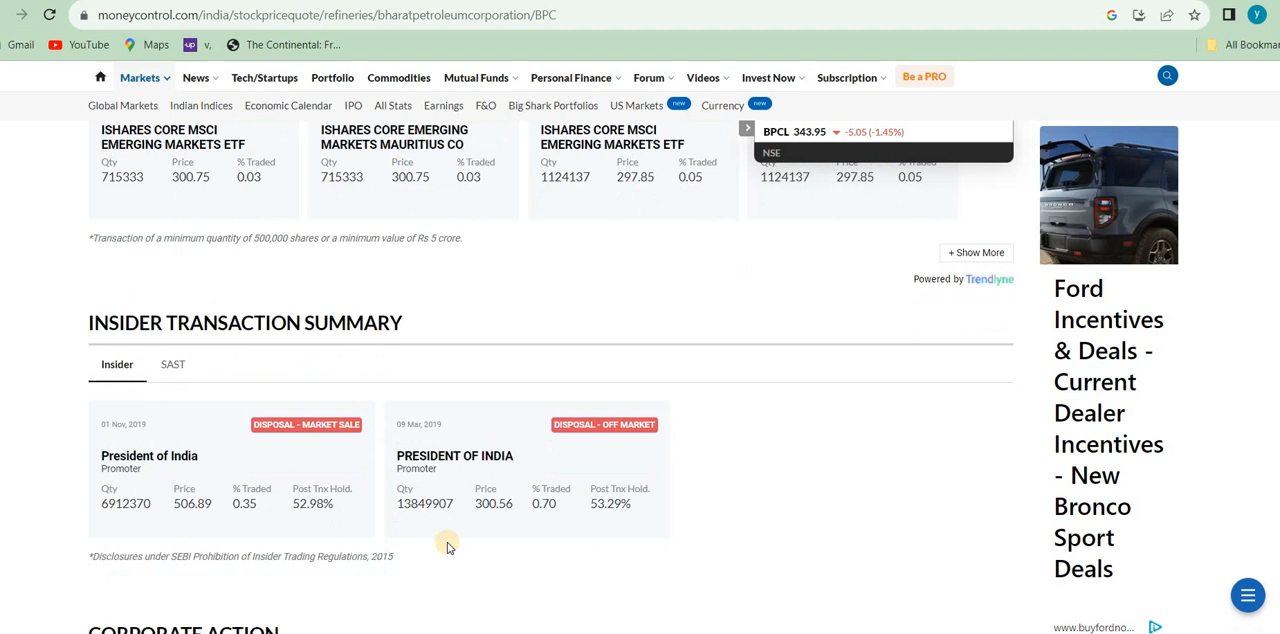 moneycontrol.com/india/stockpricequote/refineries/bharatpetroleumcorporation/BPC
y
Gmail YouTube Maps up v, The Continental: Fr... All Bookmar
Markets News Tech/Startups Portfolio Commodities Mutual Funds Personal Finance Forum Videos Invest Now Subscription Be a PRO
Global Markets Indian Indices Economic Calendar IPO All Stats Earnings F&O Big Shark Portfolios US Markets new Currency new
ISHARES CORE MSCI
EMERGING MARKETS ETF
Qty Price % Traded
715333 300.75 0.03
ISHARES CORE EMERGING
MARKETS MAURITIUS CO
Qty Price % Traded
715333 300.75 0.03
ISHARES CORE MSCI
EMERGING MARKETS ETF
Qty Price % Traded
1124137 297.85 0.05
BPCL 343.95 -5.05 (-1.45%)
NSE
Price % Traded
1124137 297.85 0.05
*Transaction of a minimum quantity of 500,000 shares or a minimum value of Rs 5 crore.
+ Show More
Powered by Trendlyne
INSIDER TRANSACTION SUMMARY
Insider SAST
01 Nov, 2019 DISPOSAL - MARKET SALE
President of India
Promoter
Qty Price % Traded Post Tnx Hold.
6912370 506.89 0.35 52.98%
09 Mar, 2019 DISPOSAL - OFF MARKET
PRESIDENT OF INDIA
Promoter
Qty Price % Traded Post Tnx Hold.
13849907 300.56 0.70 53.29%
*Disclosures under SEBI Prohibition of Insider Trading Regulations, 2015
CORPORATE ACTION
BRONCO
Ford
Incentives
& Deals -
Current
Dealer
Incentives
- New
Bronco
Sport
Deals
www.buyfordno...